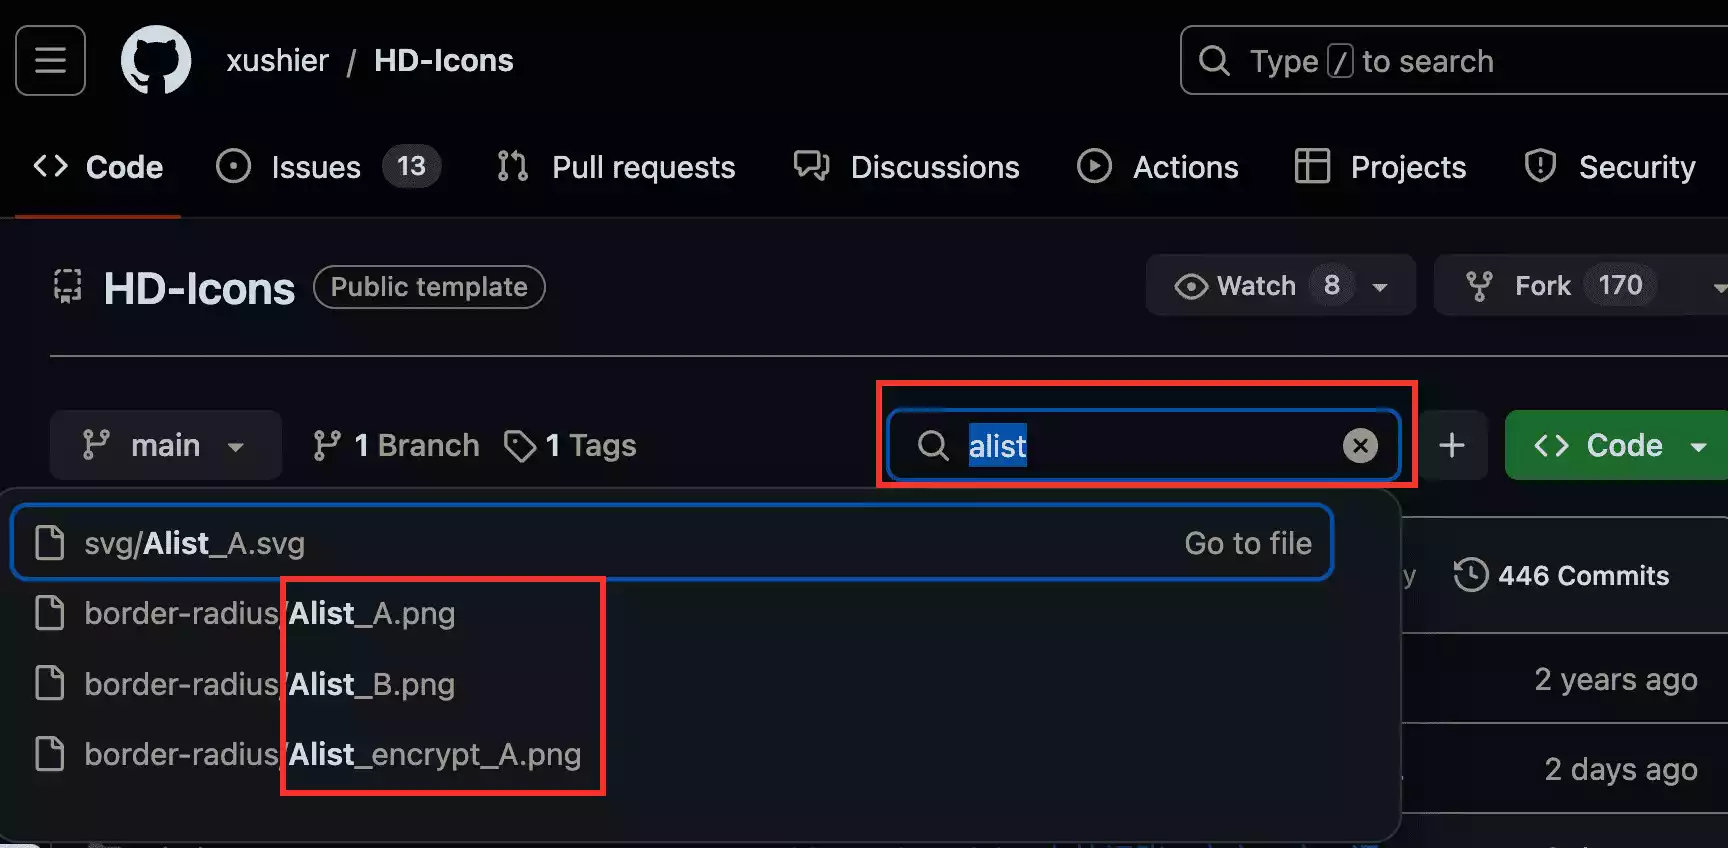 xushier / HD-Icons
Type / to search
Code Issues 13 Pull requests Discussions Actions Projects Security
HD-Icons Public template
Watch 8 Fork 170
main 1 Branch 1 Tags alist + Code
svg/Alist_A.svg Go to file
border-radius/Alist_A.png
446 Commits
border-radius/Alist_B.png
2 years ago
border-radius/Alist_encrypt_A.png
2 days ago